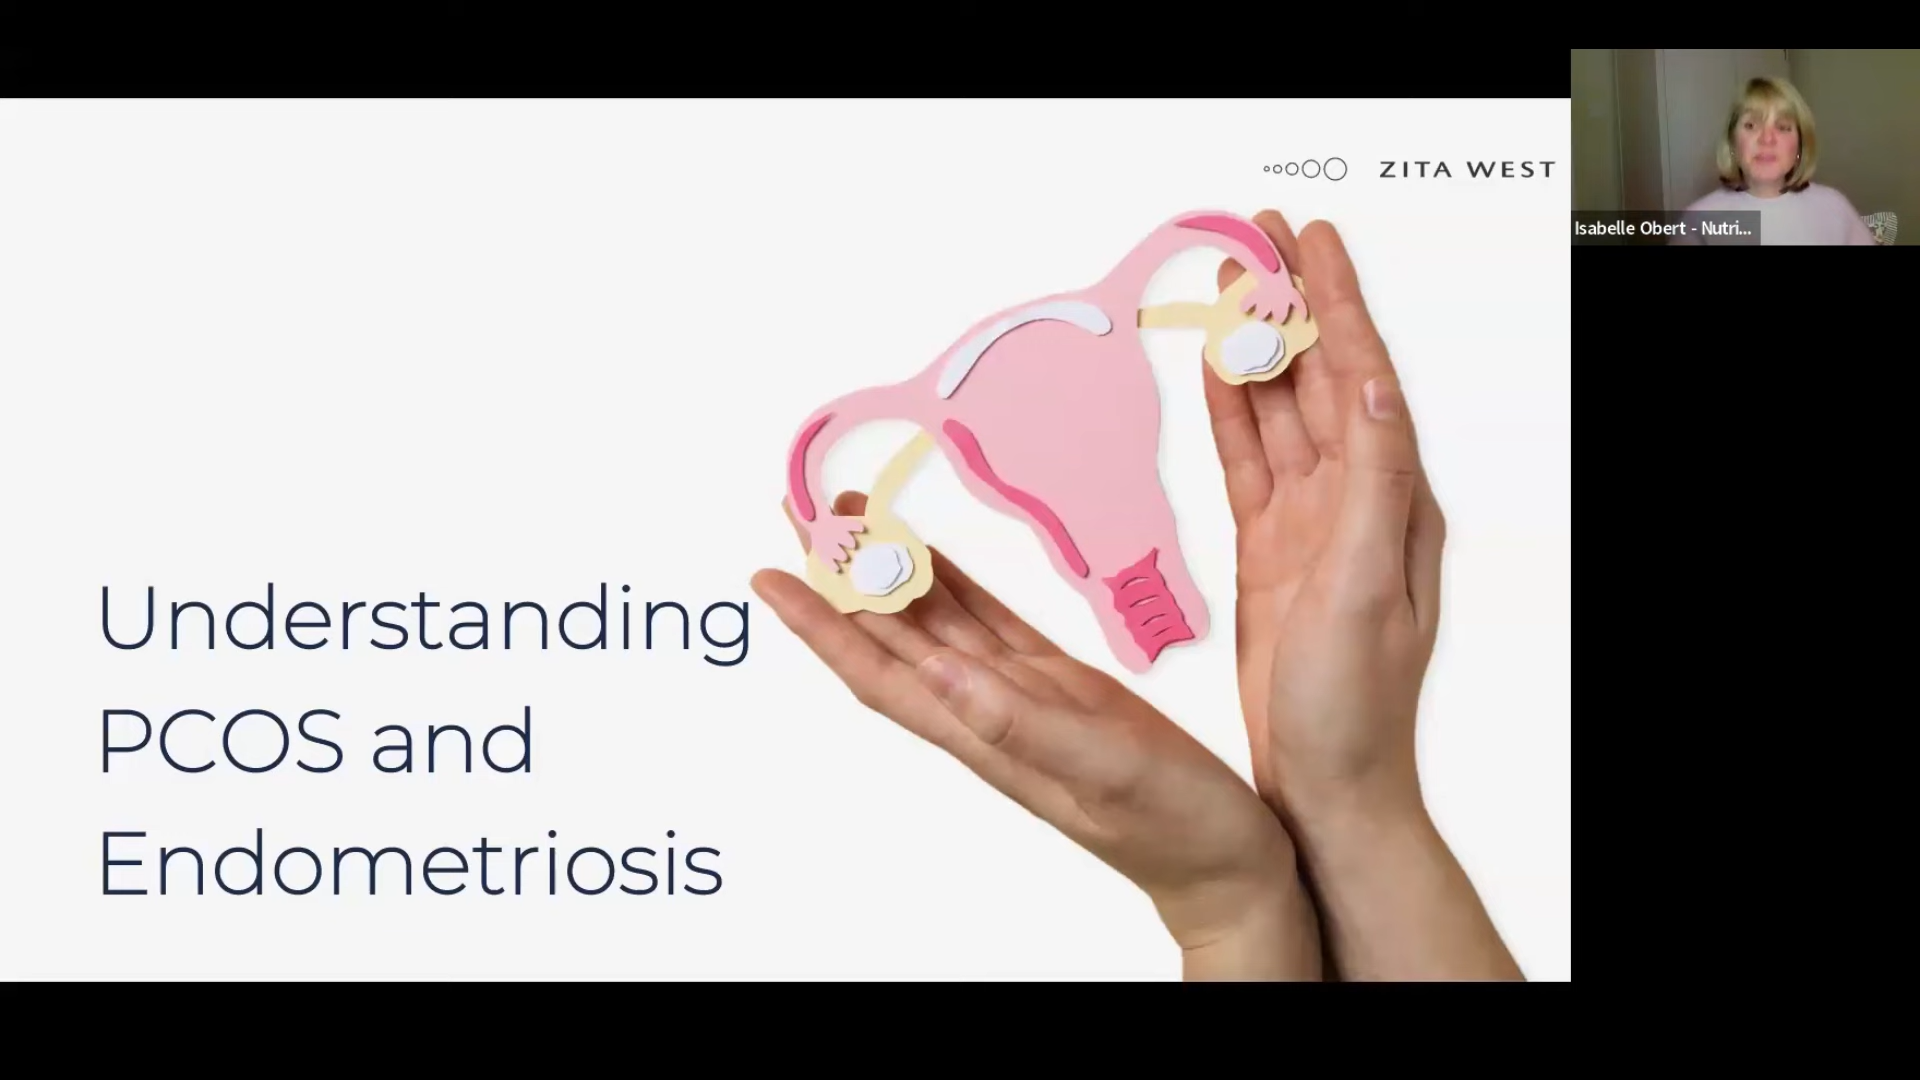 ZITA WEST
Isabelle Obert - Nutri...
Understanding
PCOS and
Endometriosis